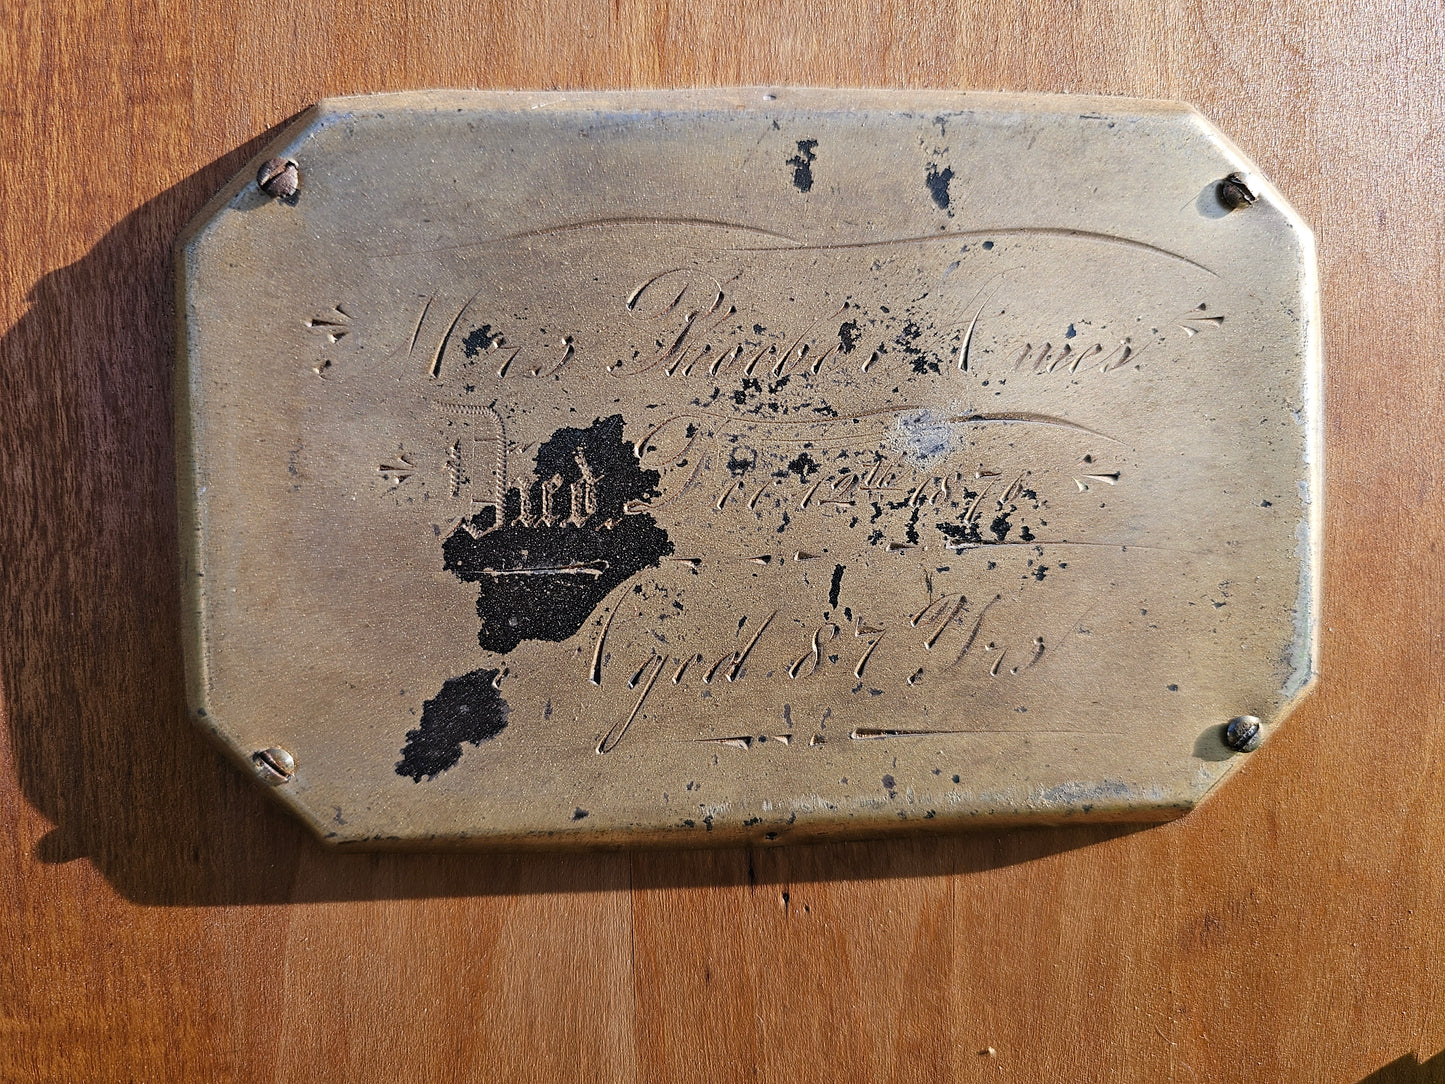 Mrs. Phoebe Ames
Died, Dec. 12th 1876
Aged 87 Yrs